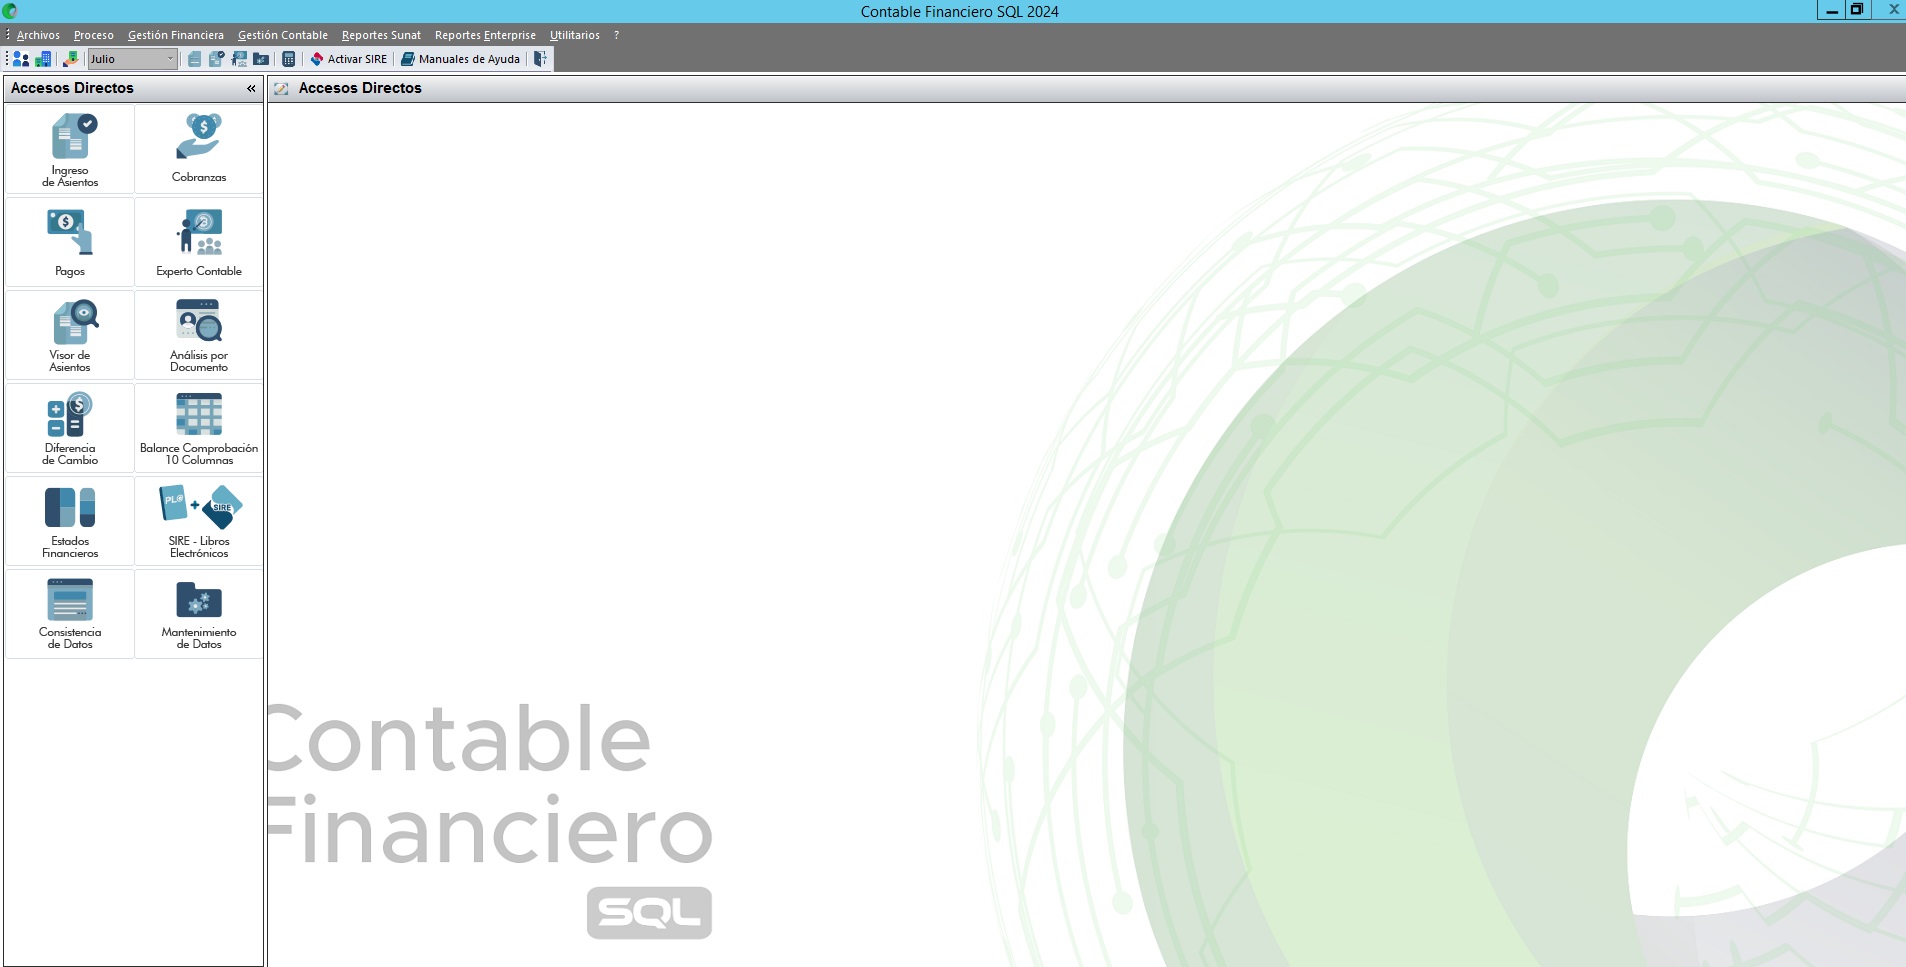 Contable Financiero SQL 2024
Archivos Proceso Gestión Financiera Gestión Contable Reportes Sunat Reportes Enterprise Utilitarios ?
Julio Activar SIRE Manuales de Ayuda
Accesos Directos «
Accesos Directos
Ingreso
de Asientos
Cobranzas
Pagos
Experto Contable
Visor de
Asientos
Análisis por
Documento
Diferencia
de Cambio
Balance Comprobación
10 Columnas
PLE + SIRE
Estados
Financieros
SIRE - Libros
Electrónicos
Consistencia
de Datos
Mantenimiento
de Datos
Contable
Financiero
SQL